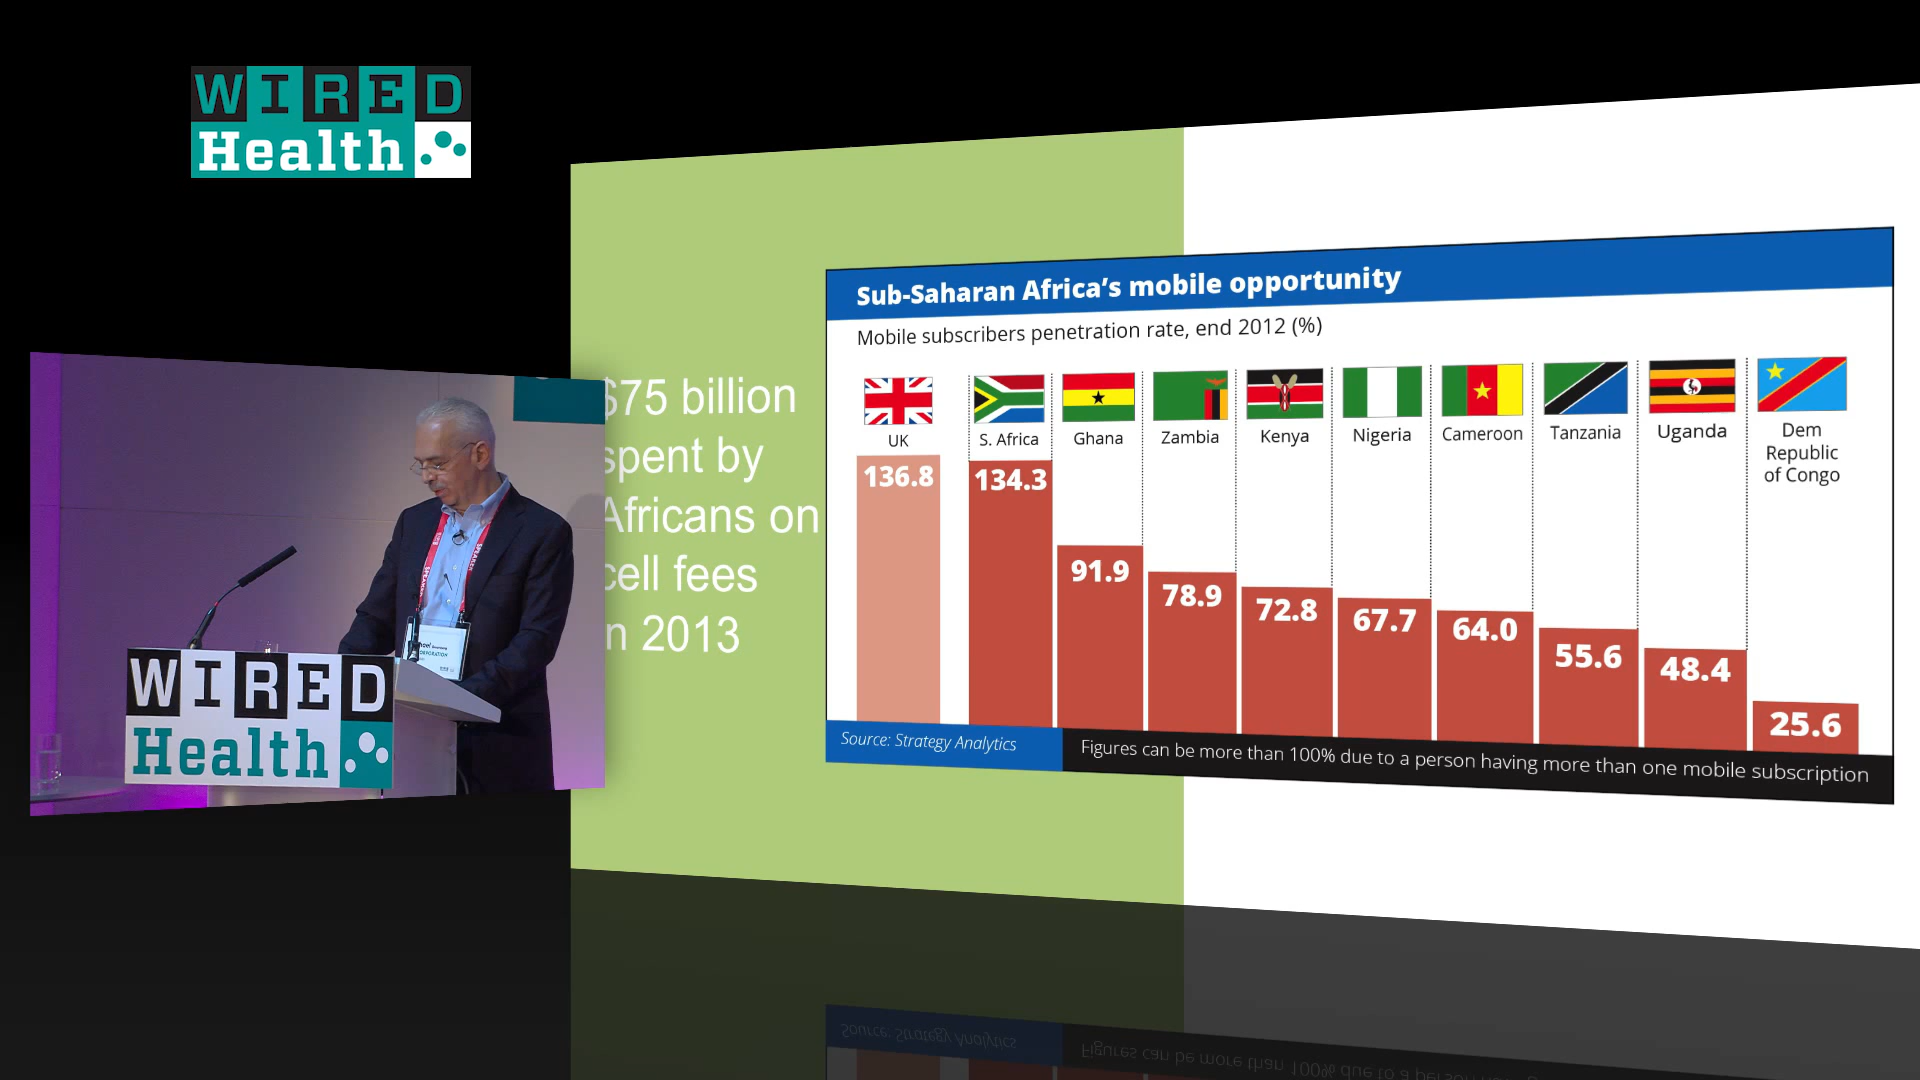 WIRED
Health
$75 billion
spent by
Africans on
cell fees
in 2013
Sub-Saharan Africa’s mobile opportunity
Mobile subscribers penetration rate, end 2012 (%)
UK
S. Africa
Ghana
Zambia
Kenya
Nigeria
Cameroon
Tanzania
Uganda
Dem
Republic
of Congo
136.8
134.3
91.9
78.9
72.8
67.7
64.0
55.6
48.4
25.6
Source: Strategy Analytics
Figures can be more than 100% due to a person having more than one mobile subscription
SPEAKER
WIRED
Health